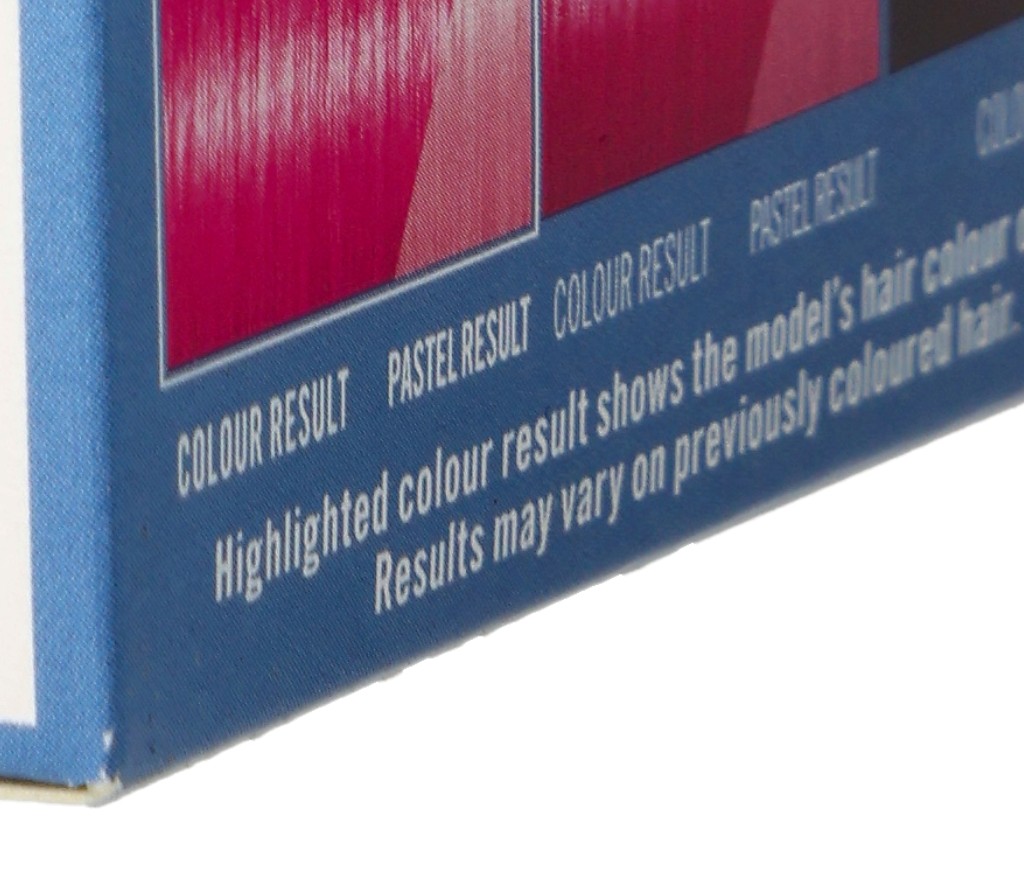 COLOUR RESULT PASTEL RESULT COLOUR RESULT PASTEL RESULT
Highlighted colour result shows the model's hair colour
Results may vary on previously coloured hair.